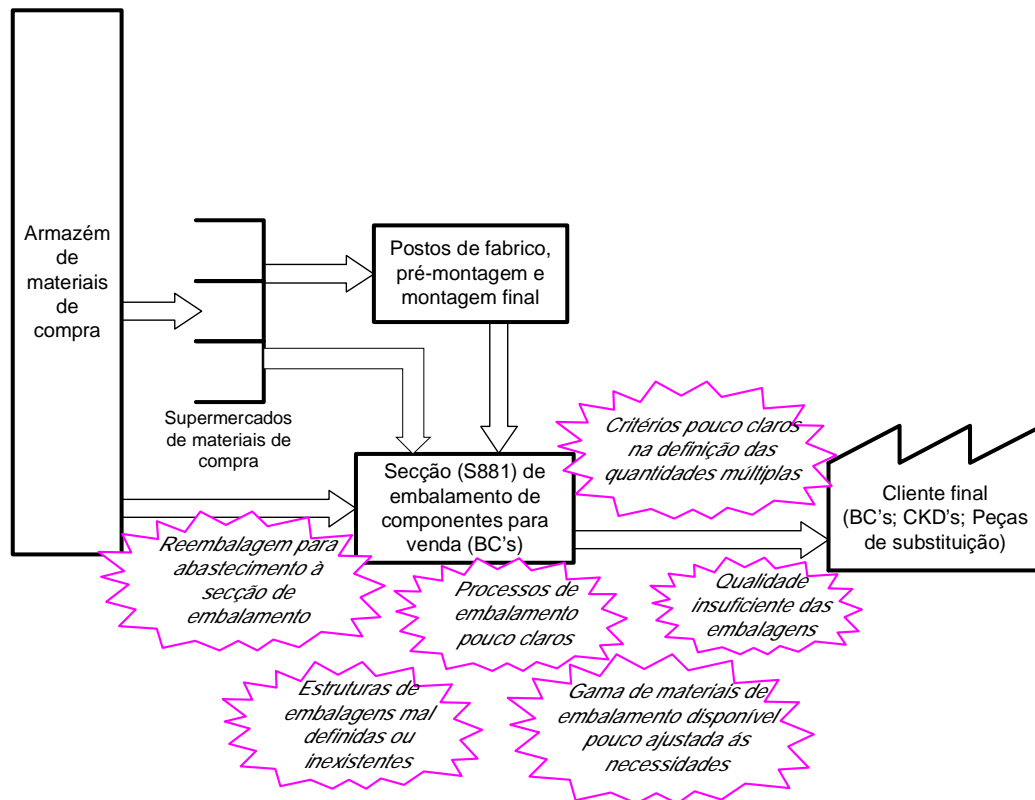 Armazém
de
materiais
de
compra
Supermercados
de materiais de
compra
Postos de fabrico,
pré-montagem e
montagem final
Secção (S881) de
embalamento de
componentes para
venda (BC's)
Critérios pouco claros
na definição das
quantidades múltiplas
Cliente final
(BC's; CKD's; Peças
de substituição)
Reembalagem para
abastecimento à
secção de
embalamento
Processos de
embalamento
pouco claros
Qualidade
insuficiente das
embalagens
Estruturas de
embalagens mal
definidas ou
inexistentes
Gama de materiais de
embalamento disponível
pouco ajustada ás
necessidades